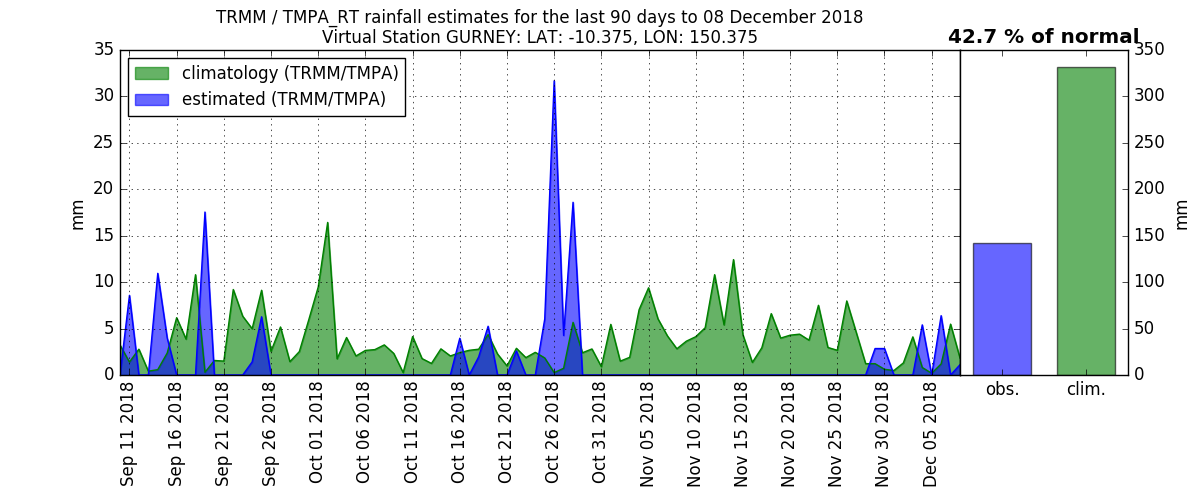 TRMM / TMPA_RT rainfall estimates for the last 90 days to 08 December 2018
Virtual Station GURNEY: LAT: -10.375, LON: 150.375
42.7 % of normal
climatology (TRMM/TMPA)
estimated (TRMM/TMPA)
mm
35
30
25
20
15
10
5
0
Sep 11 2018
Sep 16 2018
Sep 21 2018
Sep 26 2018
Oct 01 2018
Oct 06 2018
Oct 11 2018
Oct 16 2018
Oct 21 2018
Oct 26 2018
Oct 31 2018
Nov 05 2018
Nov 10 2018
Nov 15 2018
Nov 20 2018
Nov 25 2018
Nov 30 2018
Dec 05 2018
obs.
clim.
350
300
250
200
150
100
50
0
mm